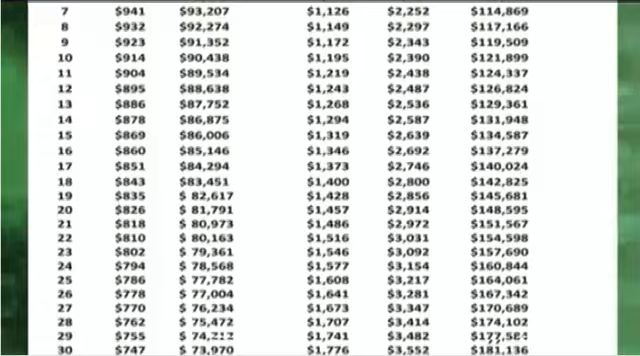 7 $941 $93,207 $1,126 $2,252 $114,869
8 $932 $92,274 $1,149 $2,297 $117,166
9 $923 $91,352 $1,172 $2,343 $119,509
10 $914 $90,438 $1,195 $2,390 $121,899
11 $904 $89,534 $1,219 $2,438 $124,337
12 $895 $88,638 $1,243 $2,487 $126,824
13 $886 $87,752 $1,268 $2,536 $129,361
14 $878 $86,875 $1,294 $2,587 $131,948
15 $869 $86,006 $1,319 $2,639 $134,587
16 $860 $85,146 $1,346 $2,692 $137,279
17 $851 $84,294 $1,373 $2,746 $140,024
18 $843 $83,451 $1,400 $2,800 $142,825
19 $835 $ 82,617 $1,428 $2,856 $145,681
20 $826 $ 81,791 $1,457 $2,914 $148,595
21 $818 $ 80,973 $1,486 $2,972 $151,567
22 $810 $ 80,163 $1,516 $3,031 $154,598
23 $802 $ 79,361 $1,546 $3,092 $157,690
24 $794 $ 78,568 $1,577 $3,154 $160,844
25 $786 $ 77,782 $1,608 $3,217 $164,061
26 $778 $ 77,004 $1,641 $3,281 $167,342
27 $770 $ 76,234 $1,673 $3,347 $170,689
28 $762 $ 75,472 $1,707 $3,414 $174,102
29 $755 $1,741 $3,482
30 $747 $ 73,970 $1,776 $3,552 $181,136